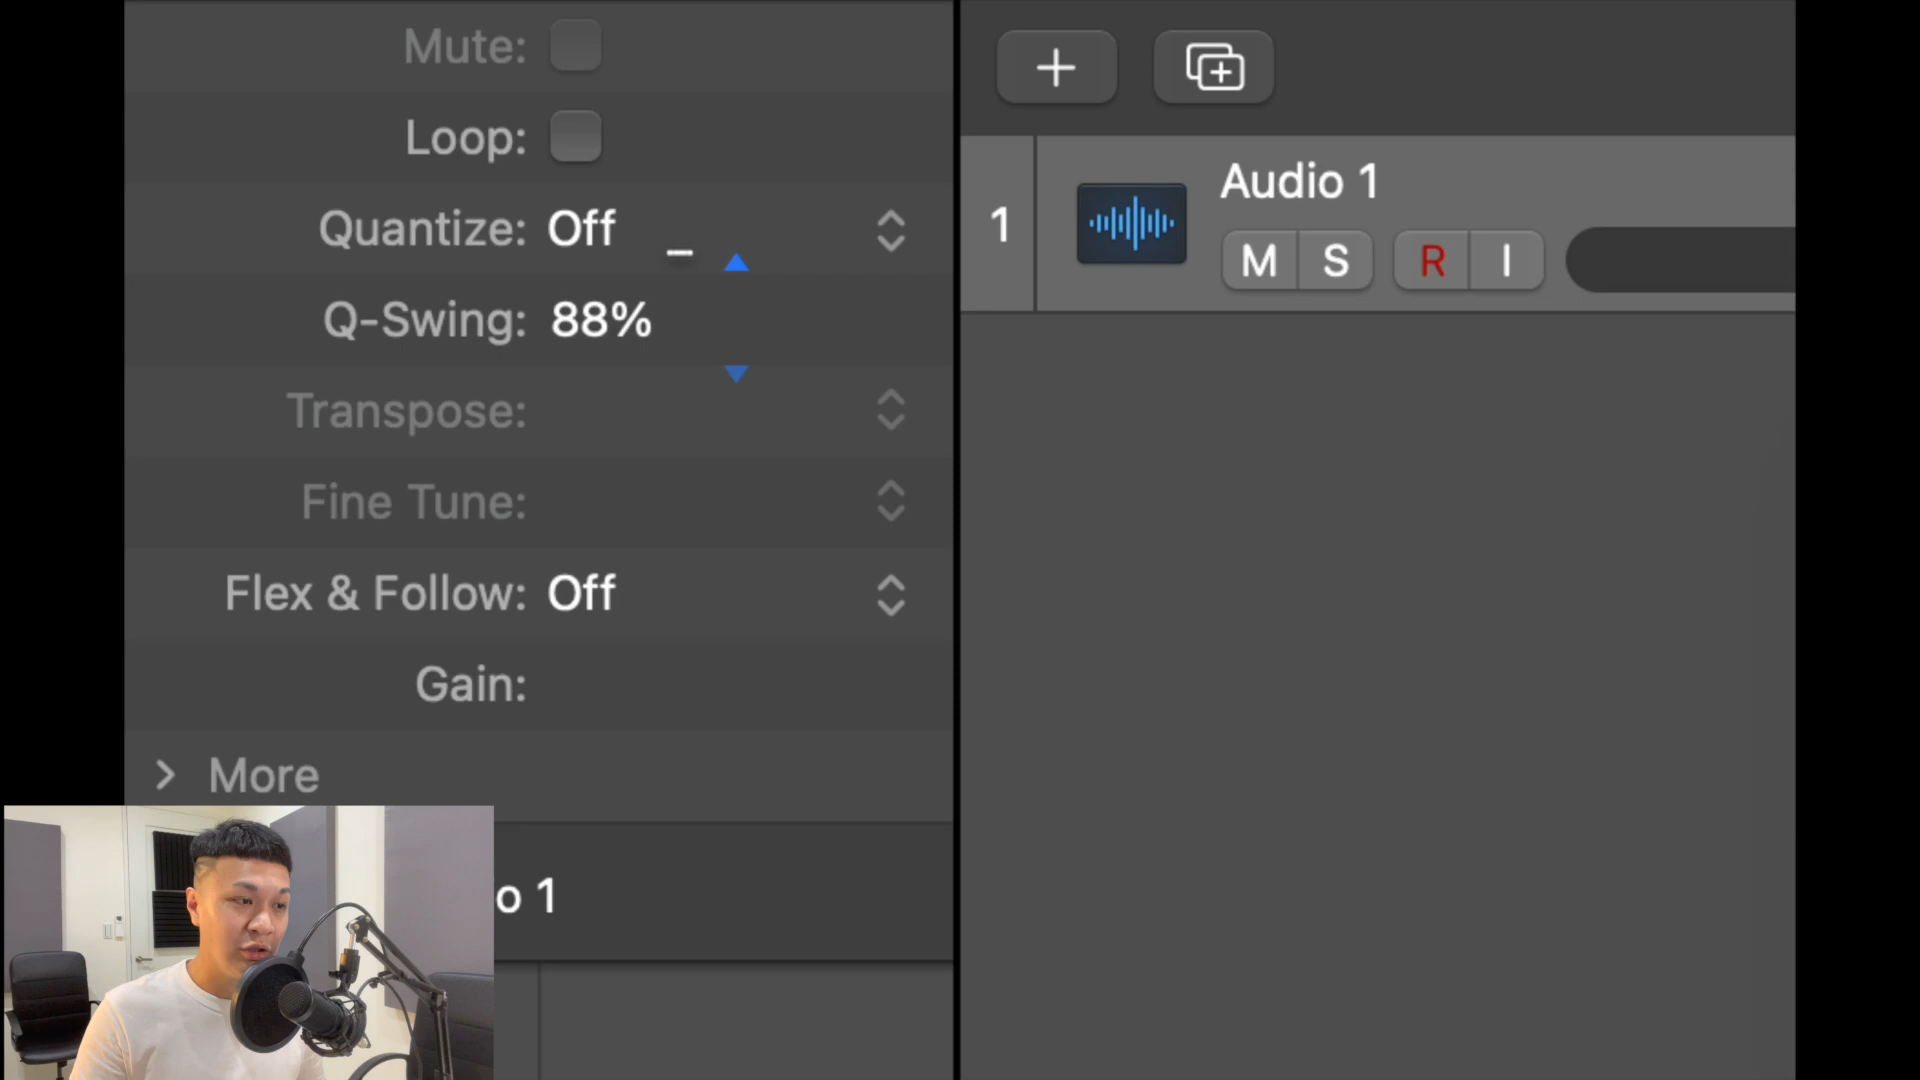 Mute:
Loop:
Quantize: Off
Q-Swing: 88%
Transpose:
Fine Tune:
Flex & Follow: Off
Gain:
More
o 1
1
Audio 1
M S R I